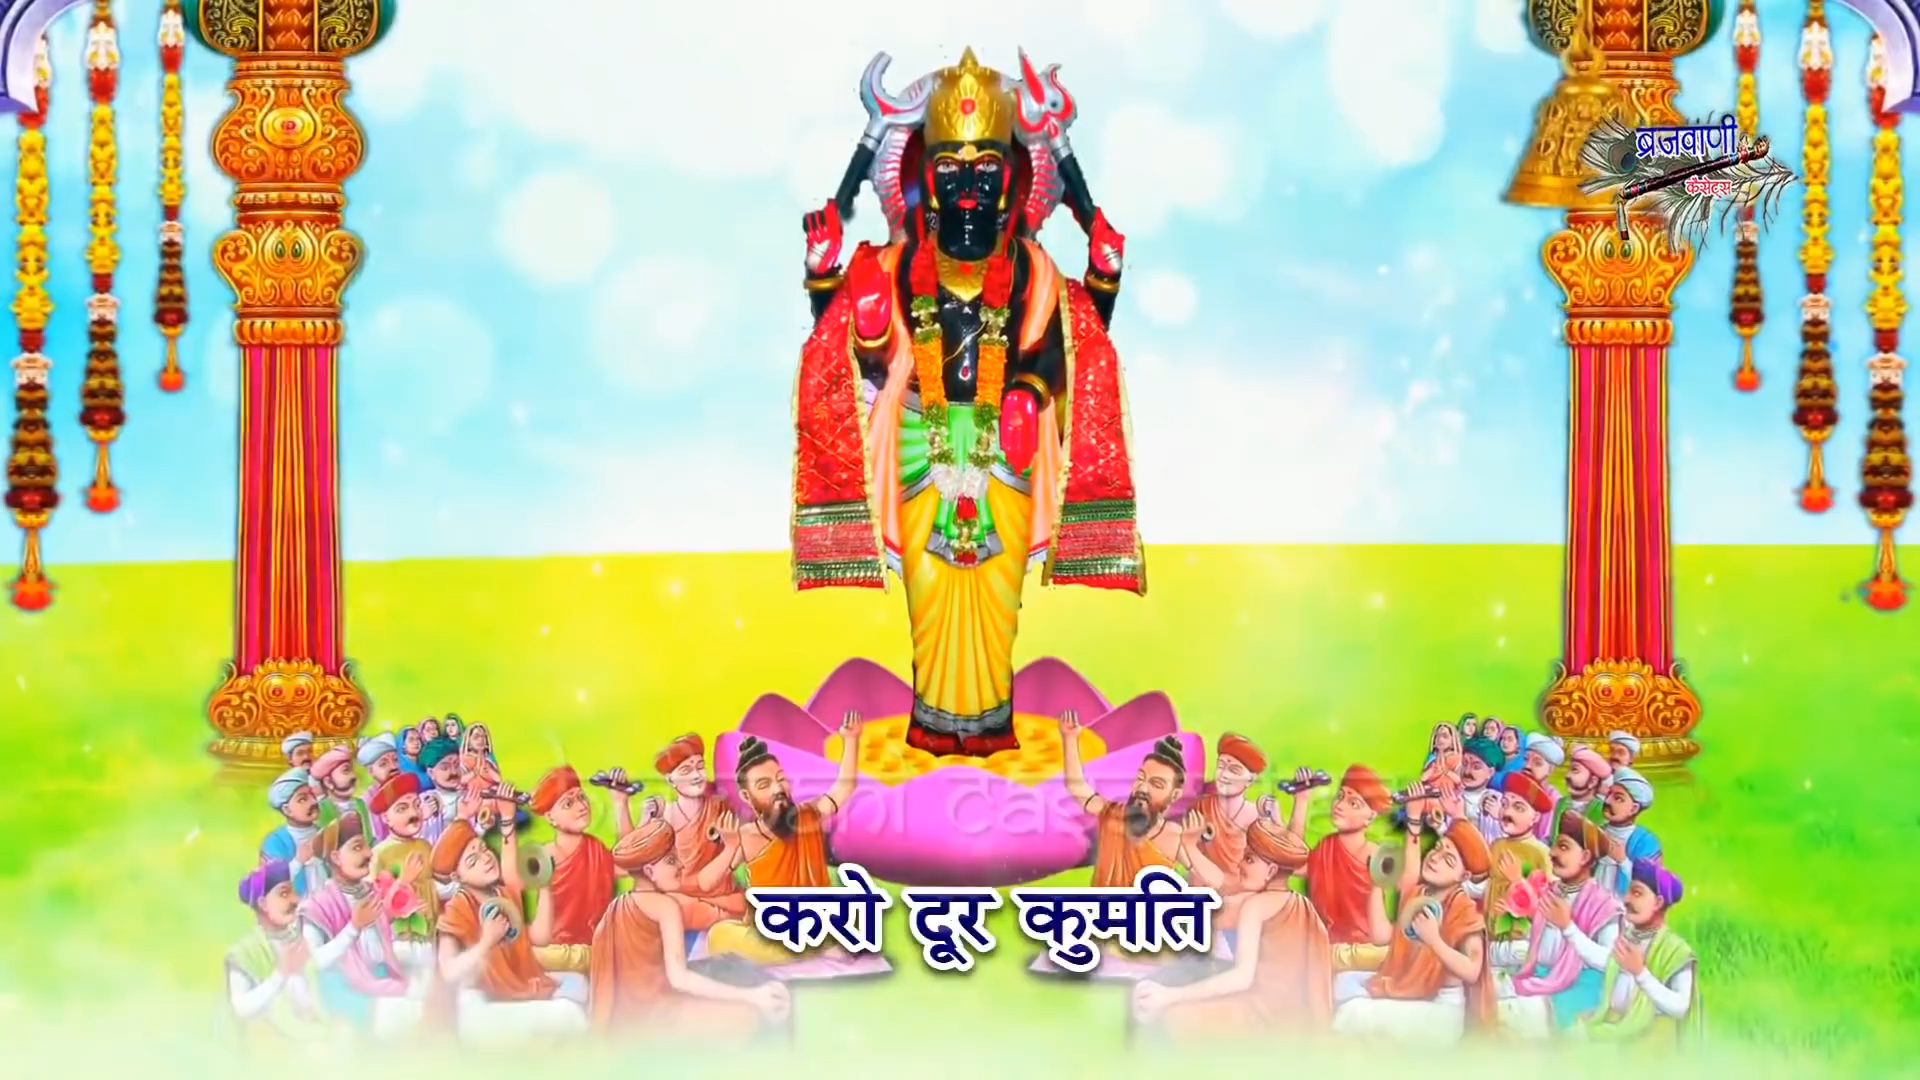 ब्रजवाणी
कैसेट्स
करो दूर कुमति